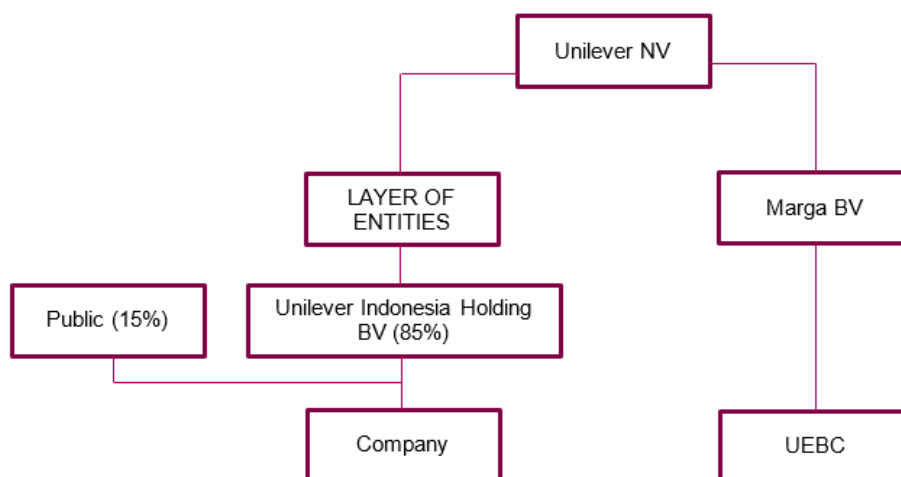 Unilever NV
LAYER OF
ENTITIES
Marga BV
Public (15%)
Unilever Indonesia Holding
BV (85%)
Company
UEBC